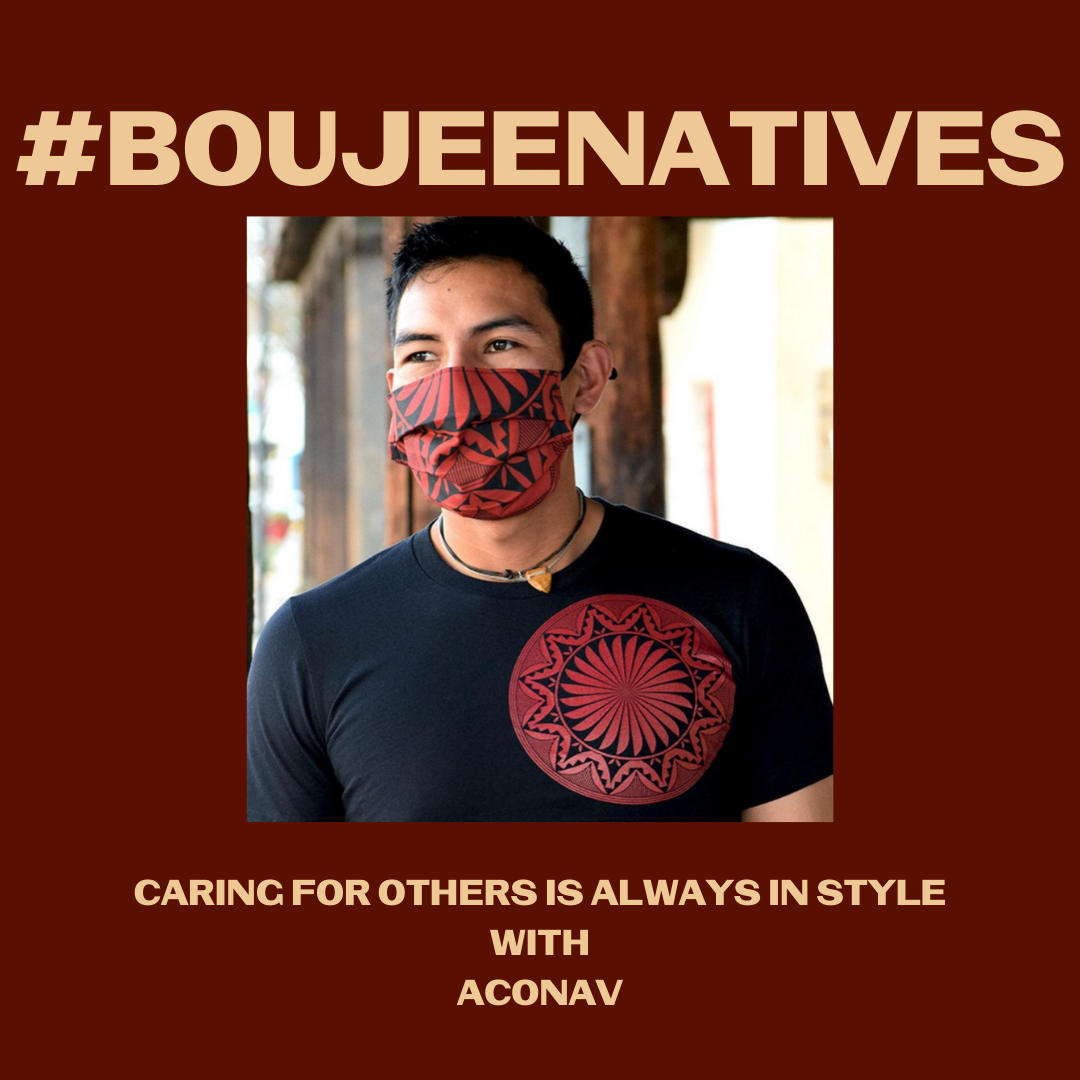 #BOUJEENATIVES
CARING FOR OTHERS IS ALWAYS IN STYLE
WITH
ACONAV